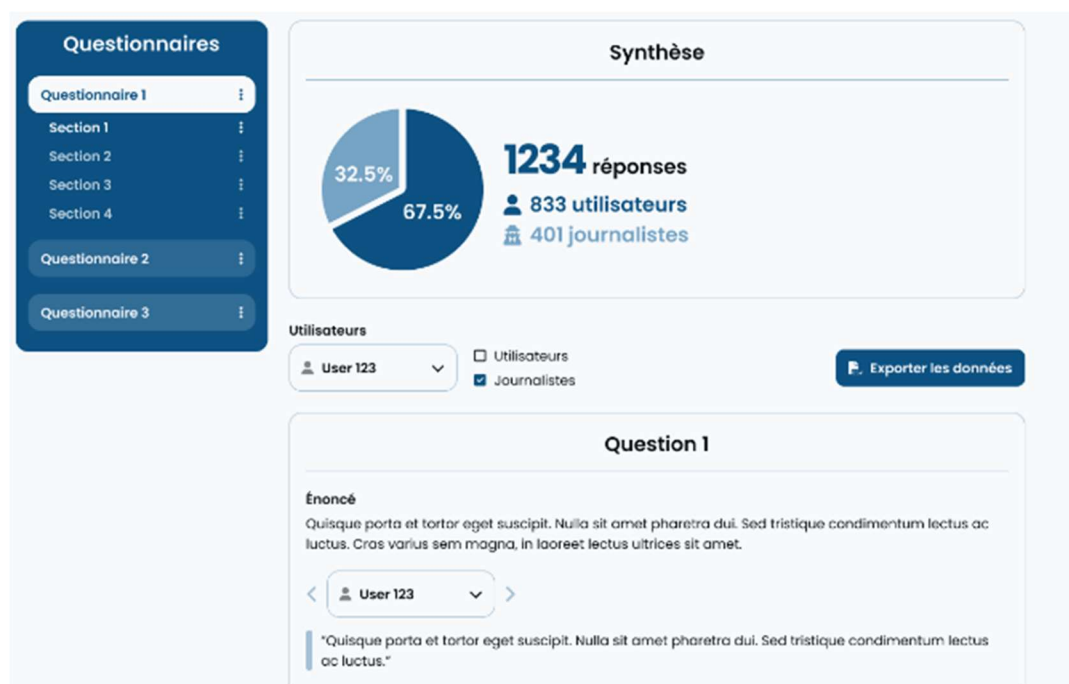 Questionnaires
Questionnaire 1
Section 1
Section 2
Section 3
Section 4
Questionnaire 2
Questionnaire 3
Synthèse
32.5%
67.5%
1234 réponses
833 utilisateurs
401 journalistes
Utilisateurs
User 123
Utilisateurs
Journalistes
Exporter les données
Question 1
Énoncé
Quisque porta et tortor eget suscipit. Nulla sit amet pharetra dui. Sed tristique condimentum lectus ac
luctus. Cras varius sem magna, in laoreet lectus ultrices sit amet.
User 123
"Quisque porta et tortor eget suscipit. Nulla sit amet pharetra dui. Sed tristique condimentum lectus
ac luctus."